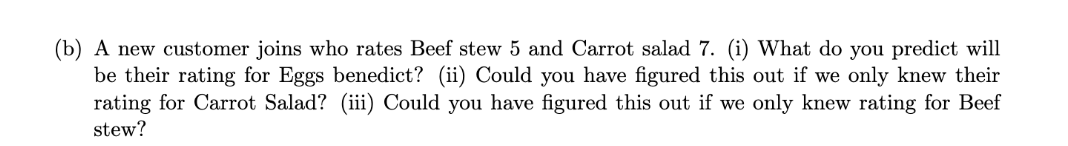 (b) A new customer joins who rates Beef stew 5 and Carrot salad 7. (i) What do you predict will
be their rating for Eggs benedict? (ii) Could you have figured this out if we only knew their
rating for Carrot Salad? (iii) Could you have figured this out if we only knew rating for Beef
stew?